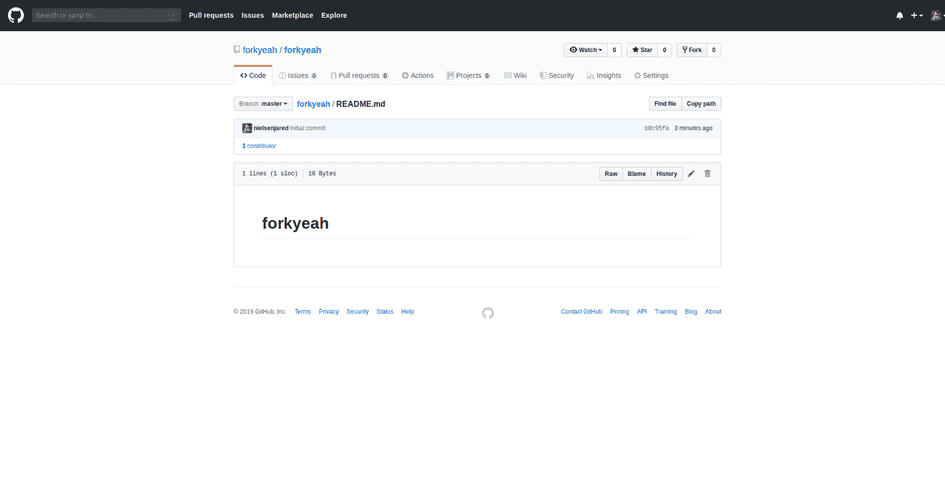 Search or jump to... /
Pull requests Issues Marketplace Explore
forkyeah / forkyeah
Watch 0 Star 0 Fork 0
Code Issues 0 Pull requests 0 Actions Projects 0 Wiki Security Insights Settings
Branch: master forkyeah / README.md Find file Copy path
nielsenjared Initial commit b8c95fa 3 minutes ago
1 contributor
1 lines (1 sloc) 10 Bytes Raw Blame History
forkyeah
© 2019 GitHub, Inc. Terms Privacy Security Status Help Contact GitHub Pricing API Training Blog About